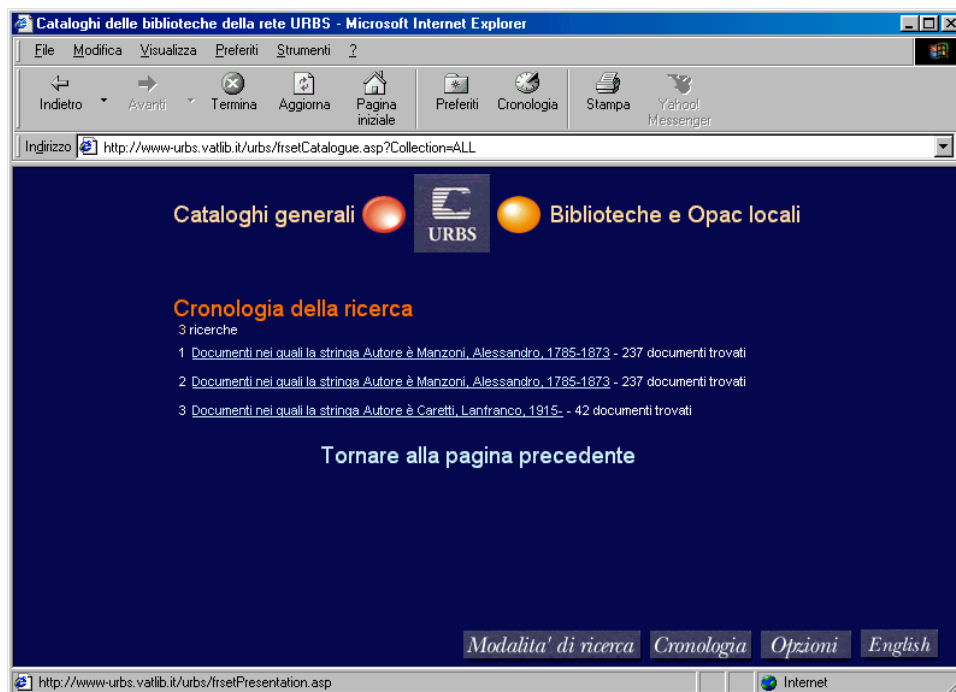 Cataloghi delle biblioteche della rete URBS - Microsoft Internet Explorer
File Modifica Visualizza Preferiti Strumenti ?
Indietro Avanti Termina Aggiorna Pagina iniziale Preferiti Cronologia Stampa Yahoo! Messenger
Indirizzo http://www-urbs.vatlib.it/urbs/frsetCatalogue.asp?Collection=ALL
Cataloghi generali URBS Biblioteche e Opac locali
Cronologia della ricerca
3 ricerche
1 Documenti nei quali la stringa Autore è Manzoni, Alessandro, 1785-1873 - 237 documenti trovati
2 Documenti nei quali la stringa Autore è Manzoni, Alessandro, 1785-1873 - 237 documenti trovati
3 Documenti nei quali la stringa Autore è Caretti, Lanfranco, 1915- - 42 documenti trovati
Tornare alla pagina precedente
Modalita' di ricerca Cronologia Opzioni English
http://www-urbs.vatlib.it/urbs/frsetPresentation.asp Internet